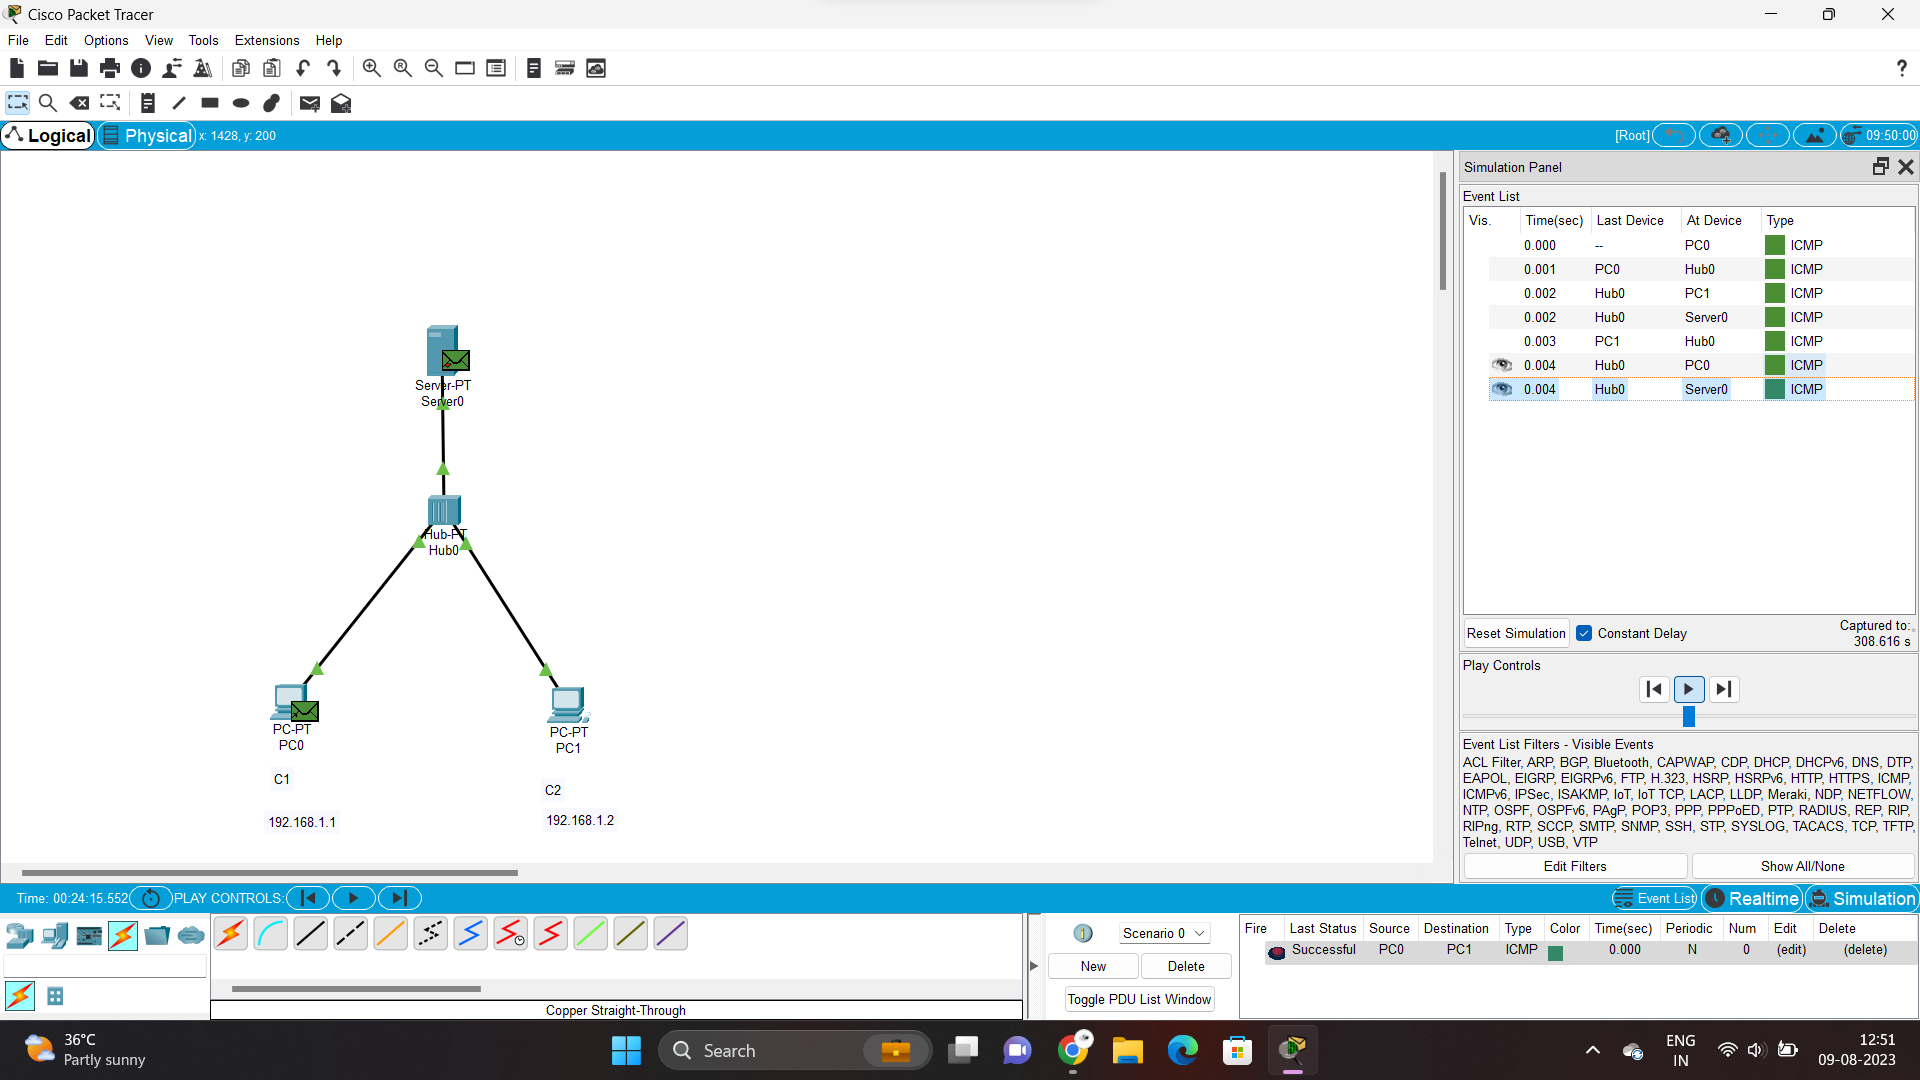 Cisco Packet Tracer
File Edit Options View Tools Extensions Help
?
Logical Physical x: 1428, y: 200 [Root] 09:50:00
Simulation Panel
Event List
Vis. Time(sec) Last Device At Device Type
0.000 -- PC0 ICMP
0.001 PC0 Hub0 ICMP
0.002 Hub0 PC1 ICMP
0.002 Hub0 Server0 ICMP
0.003 PC1 Hub0 ICMP
0.004 Hub0 PC0 ICMP
0.004 Hub0 Server0 ICMP
Server-PT
Server0
Hub-PT
Hub0
PC-PT
PC0
PC-PT
PC1
C1
C2
192.168.1.1
192.168.1.2
Reset Simulation Constant Delay Captured to:
308.616 s
Play Controls
Event List Filters - Visible Events
ACL Filter, ARP, BGP, Bluetooth, CAPWAP, CDP, DHCP, DHCPv6, DNS, DTP,
EAPOL, EIGRP, EIGRPv6, FTP, H.323, HSRP, HSRPv6, HTTP, HTTPS, ICMP,
ICMPv6, IPSec, ISAKMP, IoT, IoT TCP, LACP, LLDP, Meraki, NDP, NETFLOW,
NTP, OSPF, OSPFv6, PAgP, POP3, PPP, PPPoED, PTP, RADIUS, REP, RIP,
RIPng, RTP, SCCP, SMTP, SNMP, SSH, STP, SYSLOG, TACACS, TCP, TFTP,
Telnet, UDP, USB, VTP
Edit Filters Show All/None
Time: 00:24:15.552 PLAY CONTROLS: Event List Realtime Simulation
1 Scenario 0
New Delete
Toggle PDU List Window
Fire Last Status Source Destination Type Color Time(sec) Periodic Num Edit Delete
Successful PC0 PC1 ICMP 0.000 N 0 (edit) (delete)
Copper Straight-Through
36°C
Partly sunny
Search
ENG
IN
12:51
09-08-2023